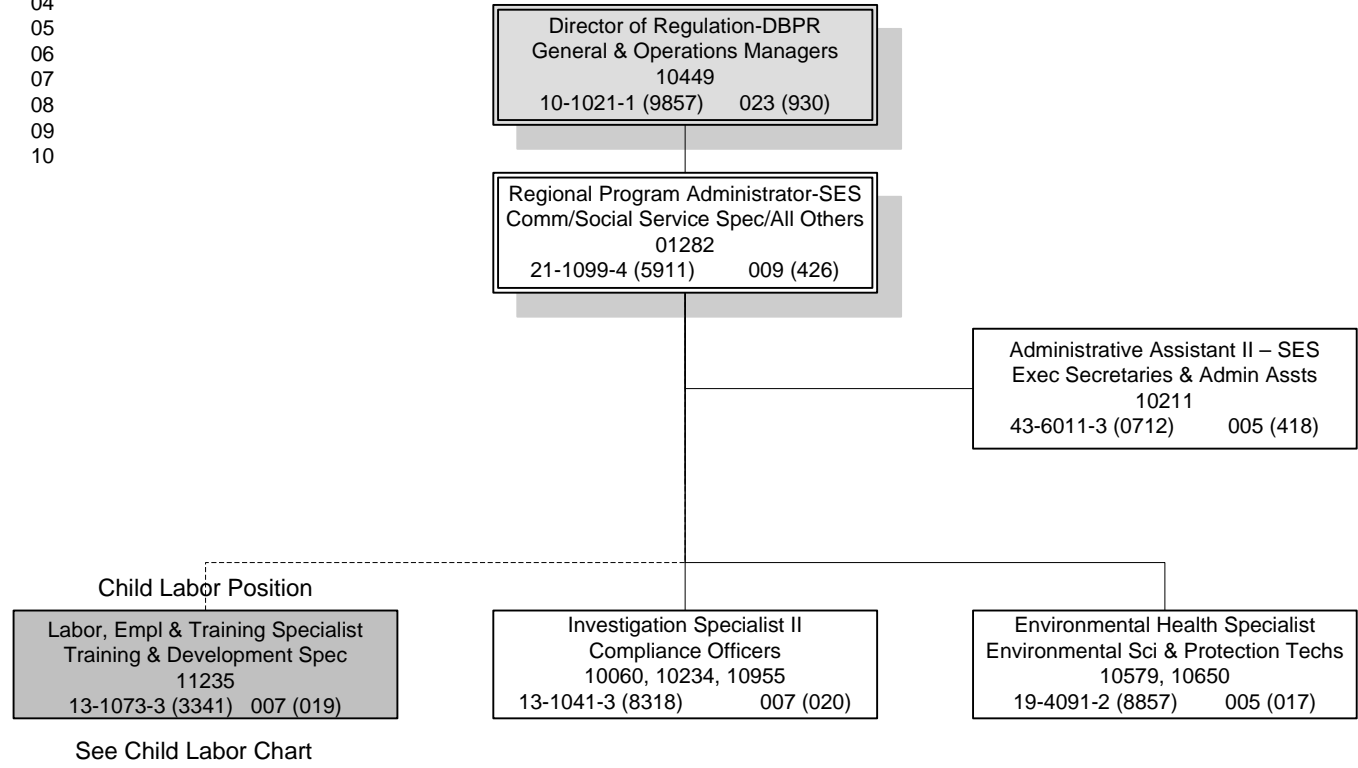 04
05
06
07
08
09
10
Director of Regulation-DBPR
General & Operations Managers
10449
10-1021-1 (9857) 023 (930)
Regional Program Administrator-SES
Comm/Social Service Spec/All Others
01282
21-1099-4 (5911) 009 (426)
Administrative Assistant II – SES
Exec Secretaries & Admin Assts
10211
43-6011-3 (0712) 005 (418)
Child Labor Position
Labor, Empl & Training Specialist
Training & Development Spec
11235
13-1073-3 (3341) 007 (019)
See Child Labor Chart
Investigation Specialist II
Compliance Officers
10060, 10234, 10955
13-1041-3 (8318) 007 (020)
Environmental Health Specialist
Environmental Sci & Protection Techs
10579, 10650
19-4091-2 (8857) 005 (017)